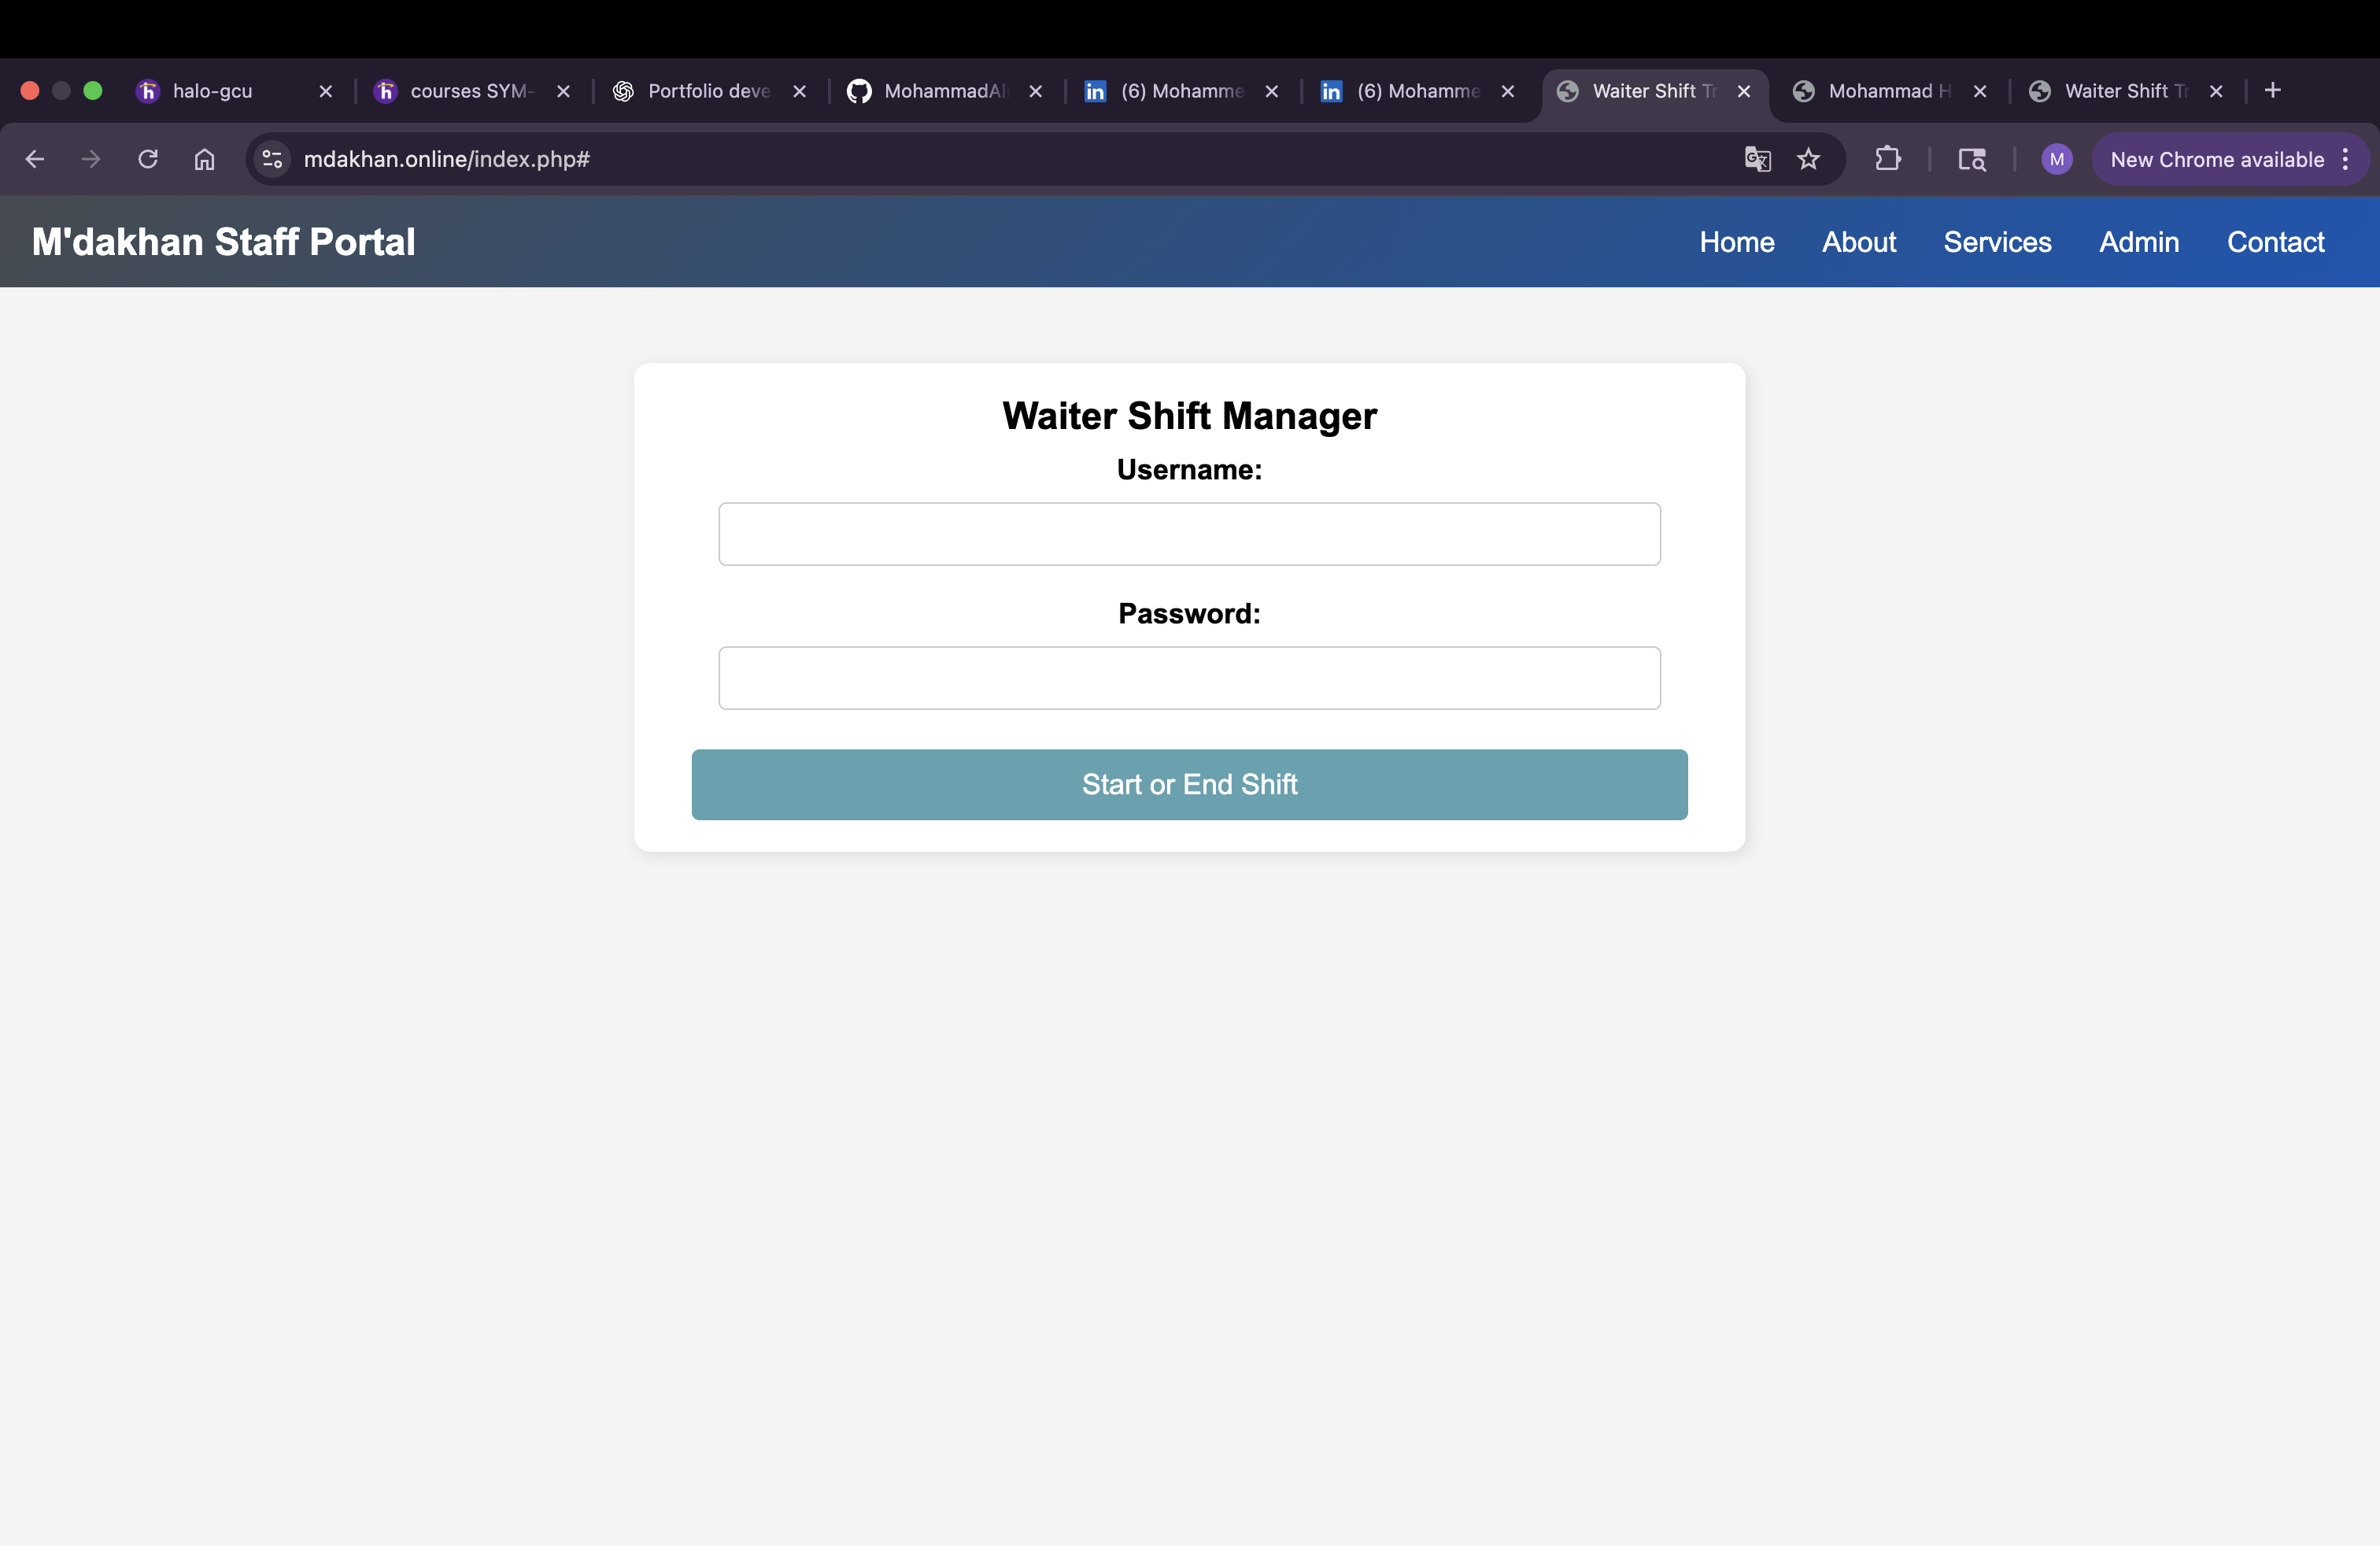 halo-gcu
courses SYM-
Portfolio deve
MohammadAl
(6) Mohamme
(6) Mohamme
Waiter Shift Tr
Mohammad H
Waiter Shift Tr
mdakhan.online/index.php#
M
New Chrome available
M'dakhan Staff Portal
Home
About
Services
Admin
Contact
Waiter Shift Manager
Username:
Password:
Start or End Shift